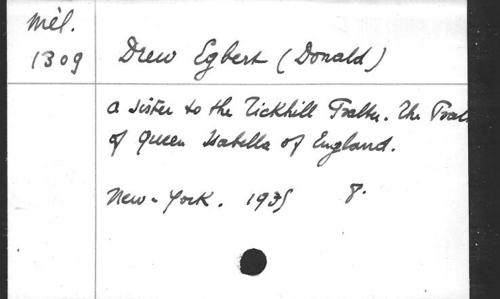 Mél.
1309
Drew Egbert (Donald)
a sister to the Tickhill Psalter. The Psal
of Queen Isabella of England.
New-York. 1935 8.